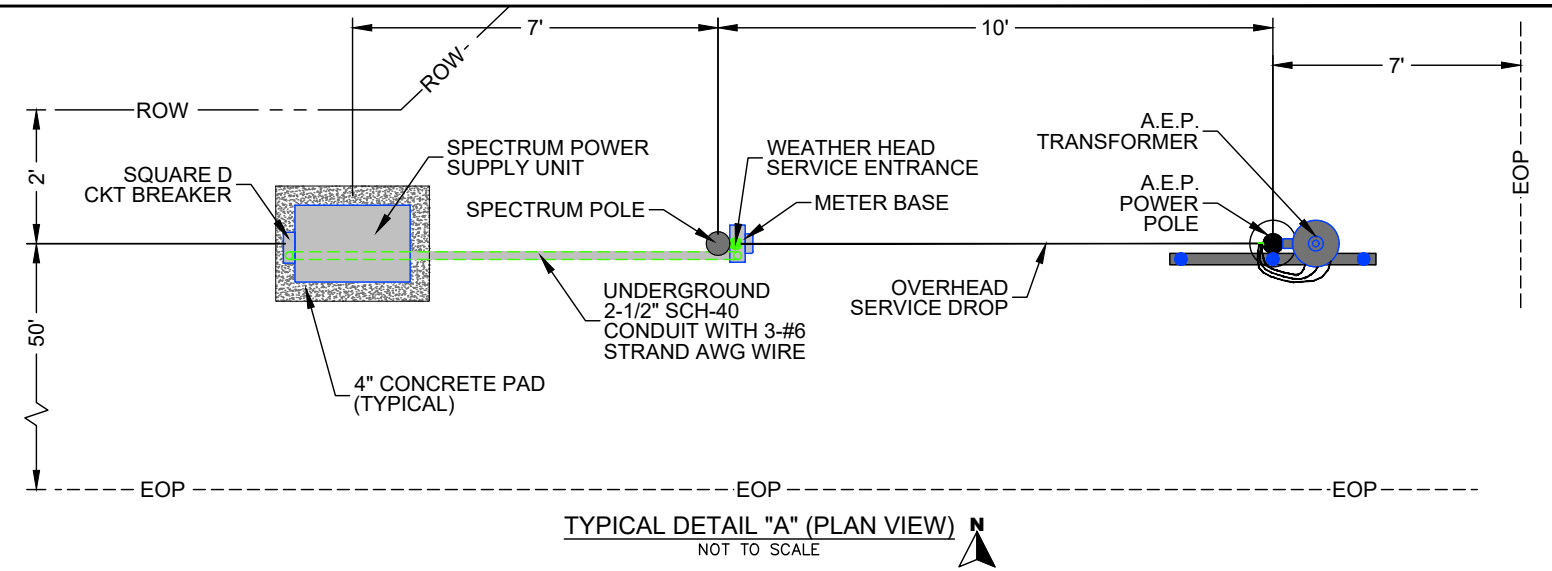 7'
10'
7'
ROW
ROW
2'
50'
SQUARE D
CKT BREAKER
SPECTRUM POWER
SUPPLY UNIT
SPECTRUM POLE
WEATHER HEAD
SERVICE ENTRANCE
METER BASE
A.E.P.
TRANSFORMER
A.E.P.
POWER
POLE
EOP
UNDERGROUND
2-1/2" SCH-40
CONDUIT WITH 3-#6
STRAND AWG WIRE
OVERHEAD
SERVICE DROP
4" CONCRETE PAD
(TYPICAL)
EOP
EOP
EOP
TYPICAL DETAIL "A" (PLAN VIEW)
N
NOT TO SCALE